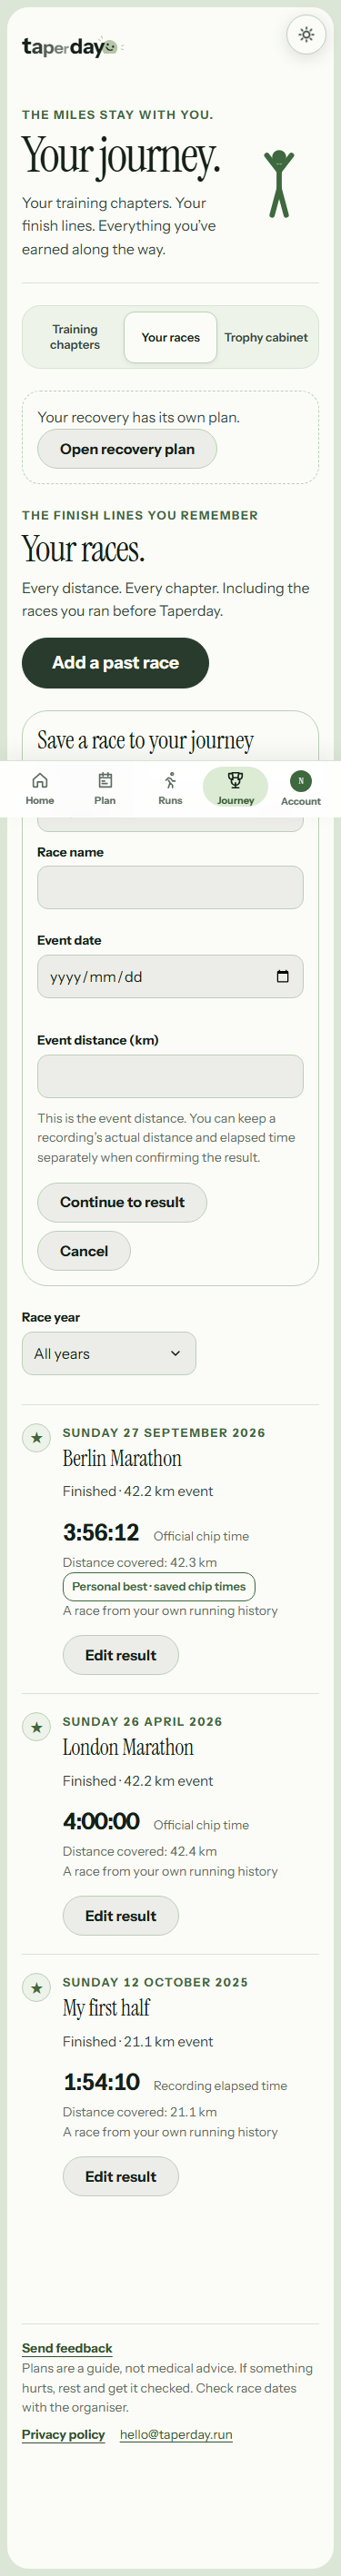 taperday
THE MILES STAY WITH YOU.
Your journey.
Your training chapters. Your
finish lines. Everything you've
earned along the way.
Training
chapters
Your races
Trophy cabinet
Your recovery has its own plan.
Open recovery plan
THE FINISH LINES YOU REMEMBER
Your races.
Every distance. Every chapter. Including the
races you ran before Taperday.
Add a past race
Save a race to your journey
Home
Plan
Runs
Journey
N
Account
Race name
Event date
yyyy/mm/dd
Event distance (km)
This is the event distance. You can keep a
recording's actual distance and elapsed time
separately when confirming the result.
Continue to result
Cancel
Race year
All years
SUNDAY 27 SEPTEMBER 2026
Berlin Marathon
Finished · 42.2 km event
3:56:12 Official chip time
Distance covered: 42.3 km
Personal best · saved chip times
A race from your own running history
Edit result
SUNDAY 26 APRIL 2026
London Marathon
Finished · 42.2 km event
4:00:00 Official chip time
Distance covered: 42.4 km
A race from your own running history
Edit result
SUNDAY 12 OCTOBER 2025
My first half
Finished · 21.1 km event
1:54:10 Recording elapsed time
Distance covered: 21.1 km
A race from your own running history
Edit result
Send feedback
Plans are a guide, not medical advice. If something
hurts, rest and get it checked. Check race dates
with the organiser.
Privacy policy hello@taperday.run